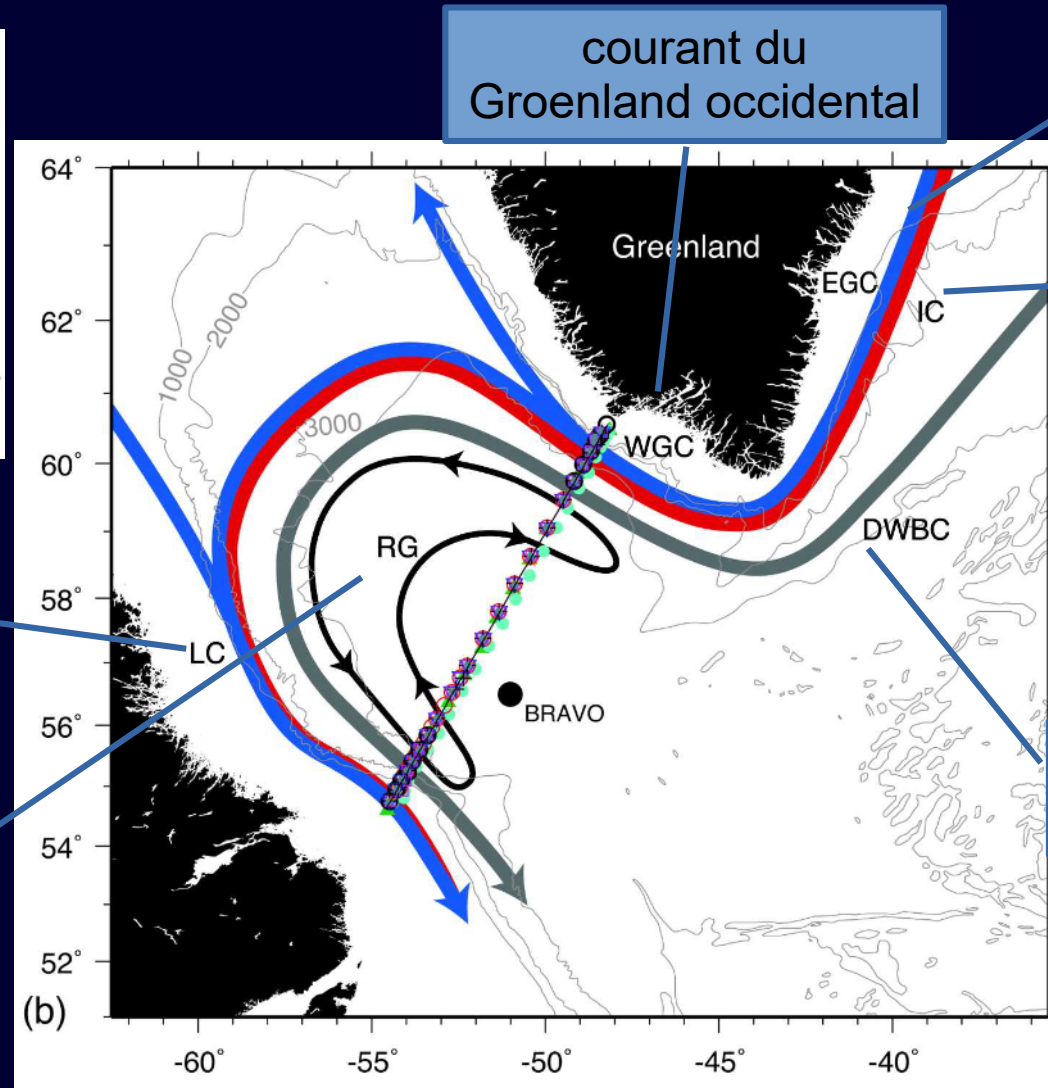 courant du
Groenland occidental
64°
62°
60°
58°
56°
54°
52°
Greenland
EGC
IC
2000
1000
3000
WGC
DWBC
RG
LC
BRAVO
(b)
-60°
-55°
-50°
-45°
-40°